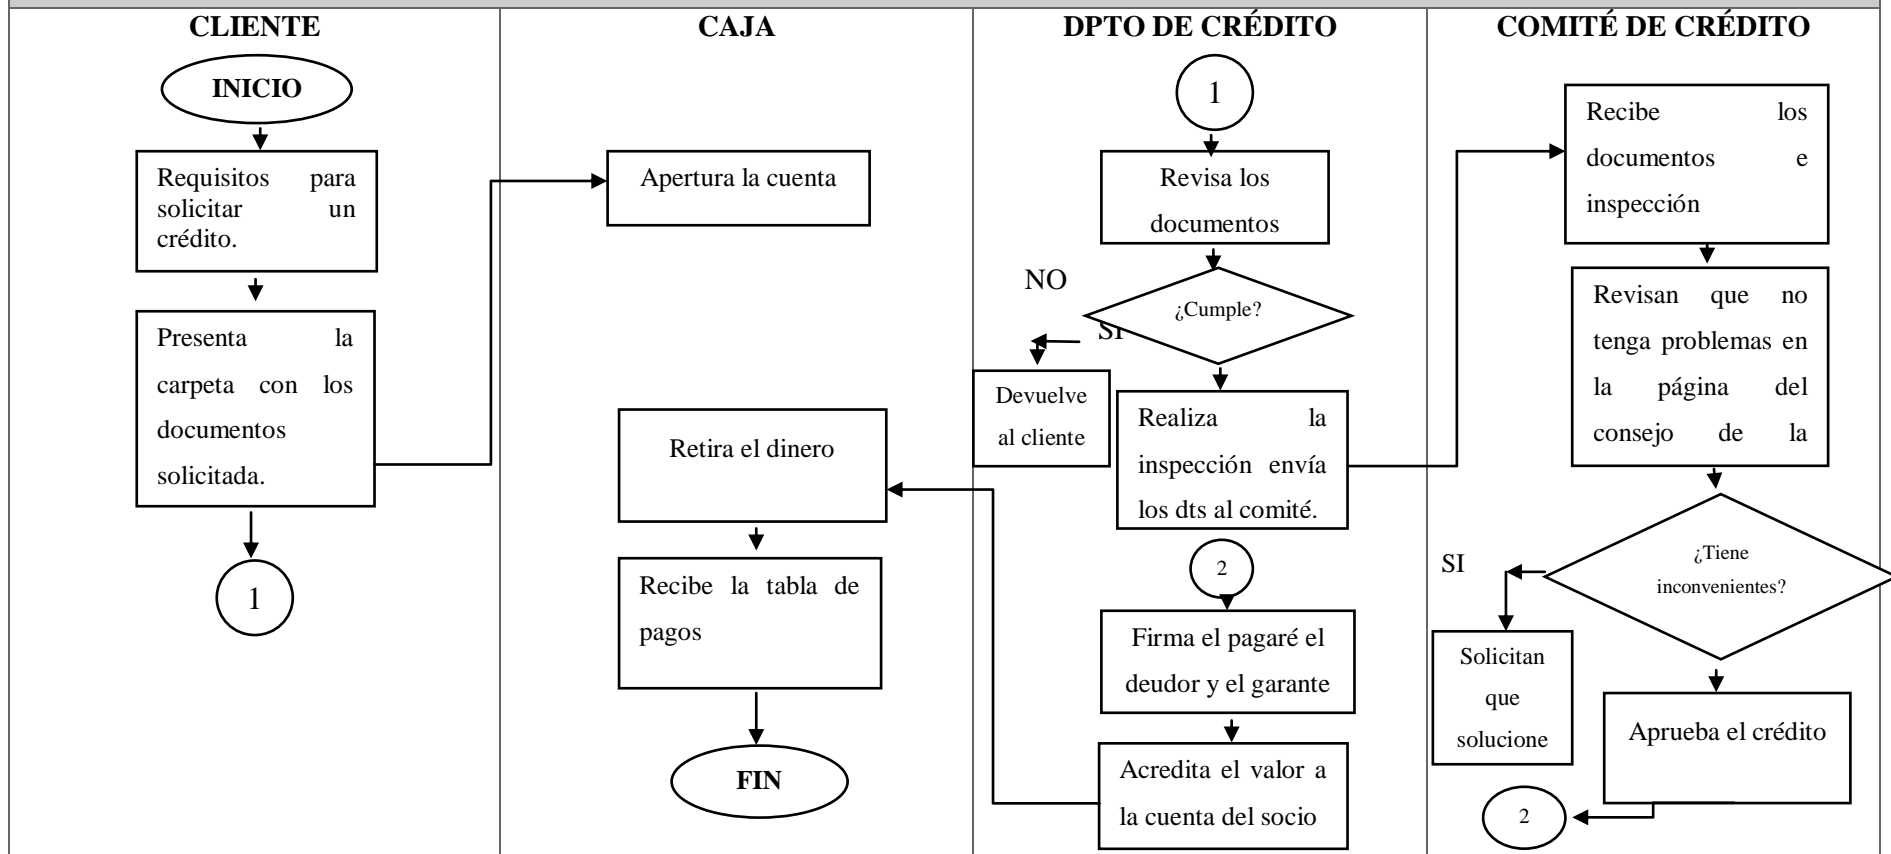 CLIENTE
INICIO
Requisitos para
solicitar un
crédito.
Presenta la
carpeta con los
documentos
solicitada.
1
CAJA
Apertura la cuenta
Retira el dinero
Recibe la tabla de
pagos
FIN
DPTO DE CRÉDITO
1
Revisa los
documentos
NO
¿Cumple?
SI
Devuelve
al cliente
Realiza la
inspección envía
los dts al comité.
2
Firma el pagaré el
deudor y el garante
Acredita el valor a
la cuenta del socio
COMITÉ DE CRÉDITO
Recibe los
documentos e
inspección
Revisan que no
tenga problemas en
la página del
consejo de la
¿Tiene
inconvenientes?
SI
Solicitan
que
solucione
Aprueba el crédito
2